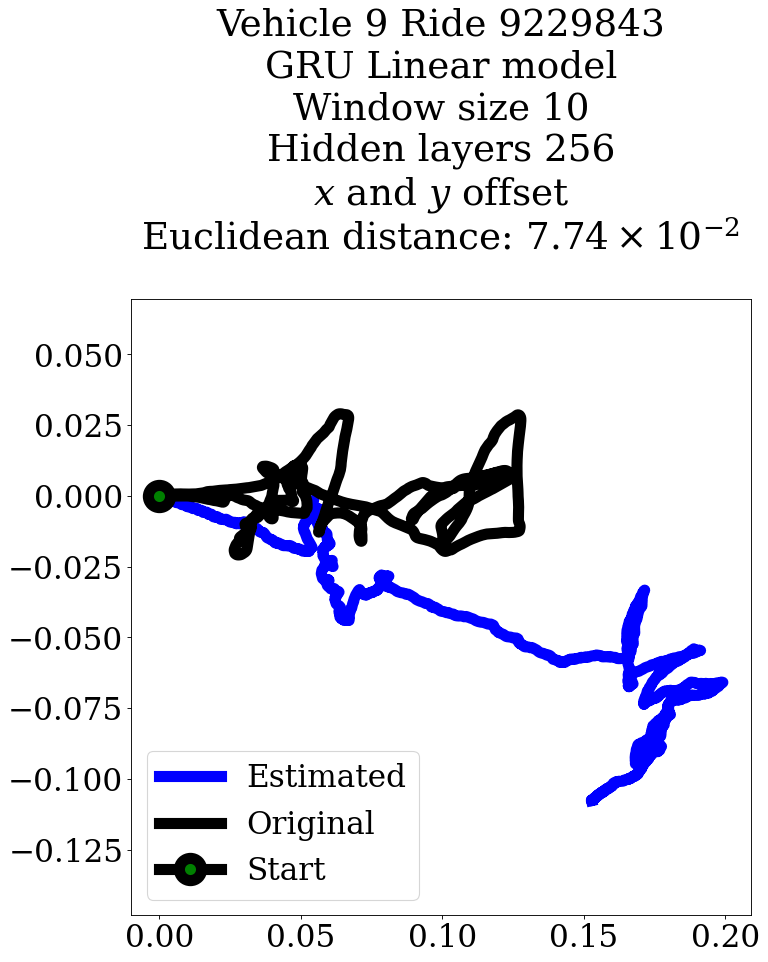 Vehicle 9 Ride 9229843
GRU Linear model
Window size 10
Hidden layers 256
x and y offset
Euclidean distance: 7.74 × 10⁻²
0.050
0.025
0.000
−0.025
−0.050
−0.075
−0.100
−0.125
Estimated
Original
Start
0.00 0.05 0.10 0.15 0.20